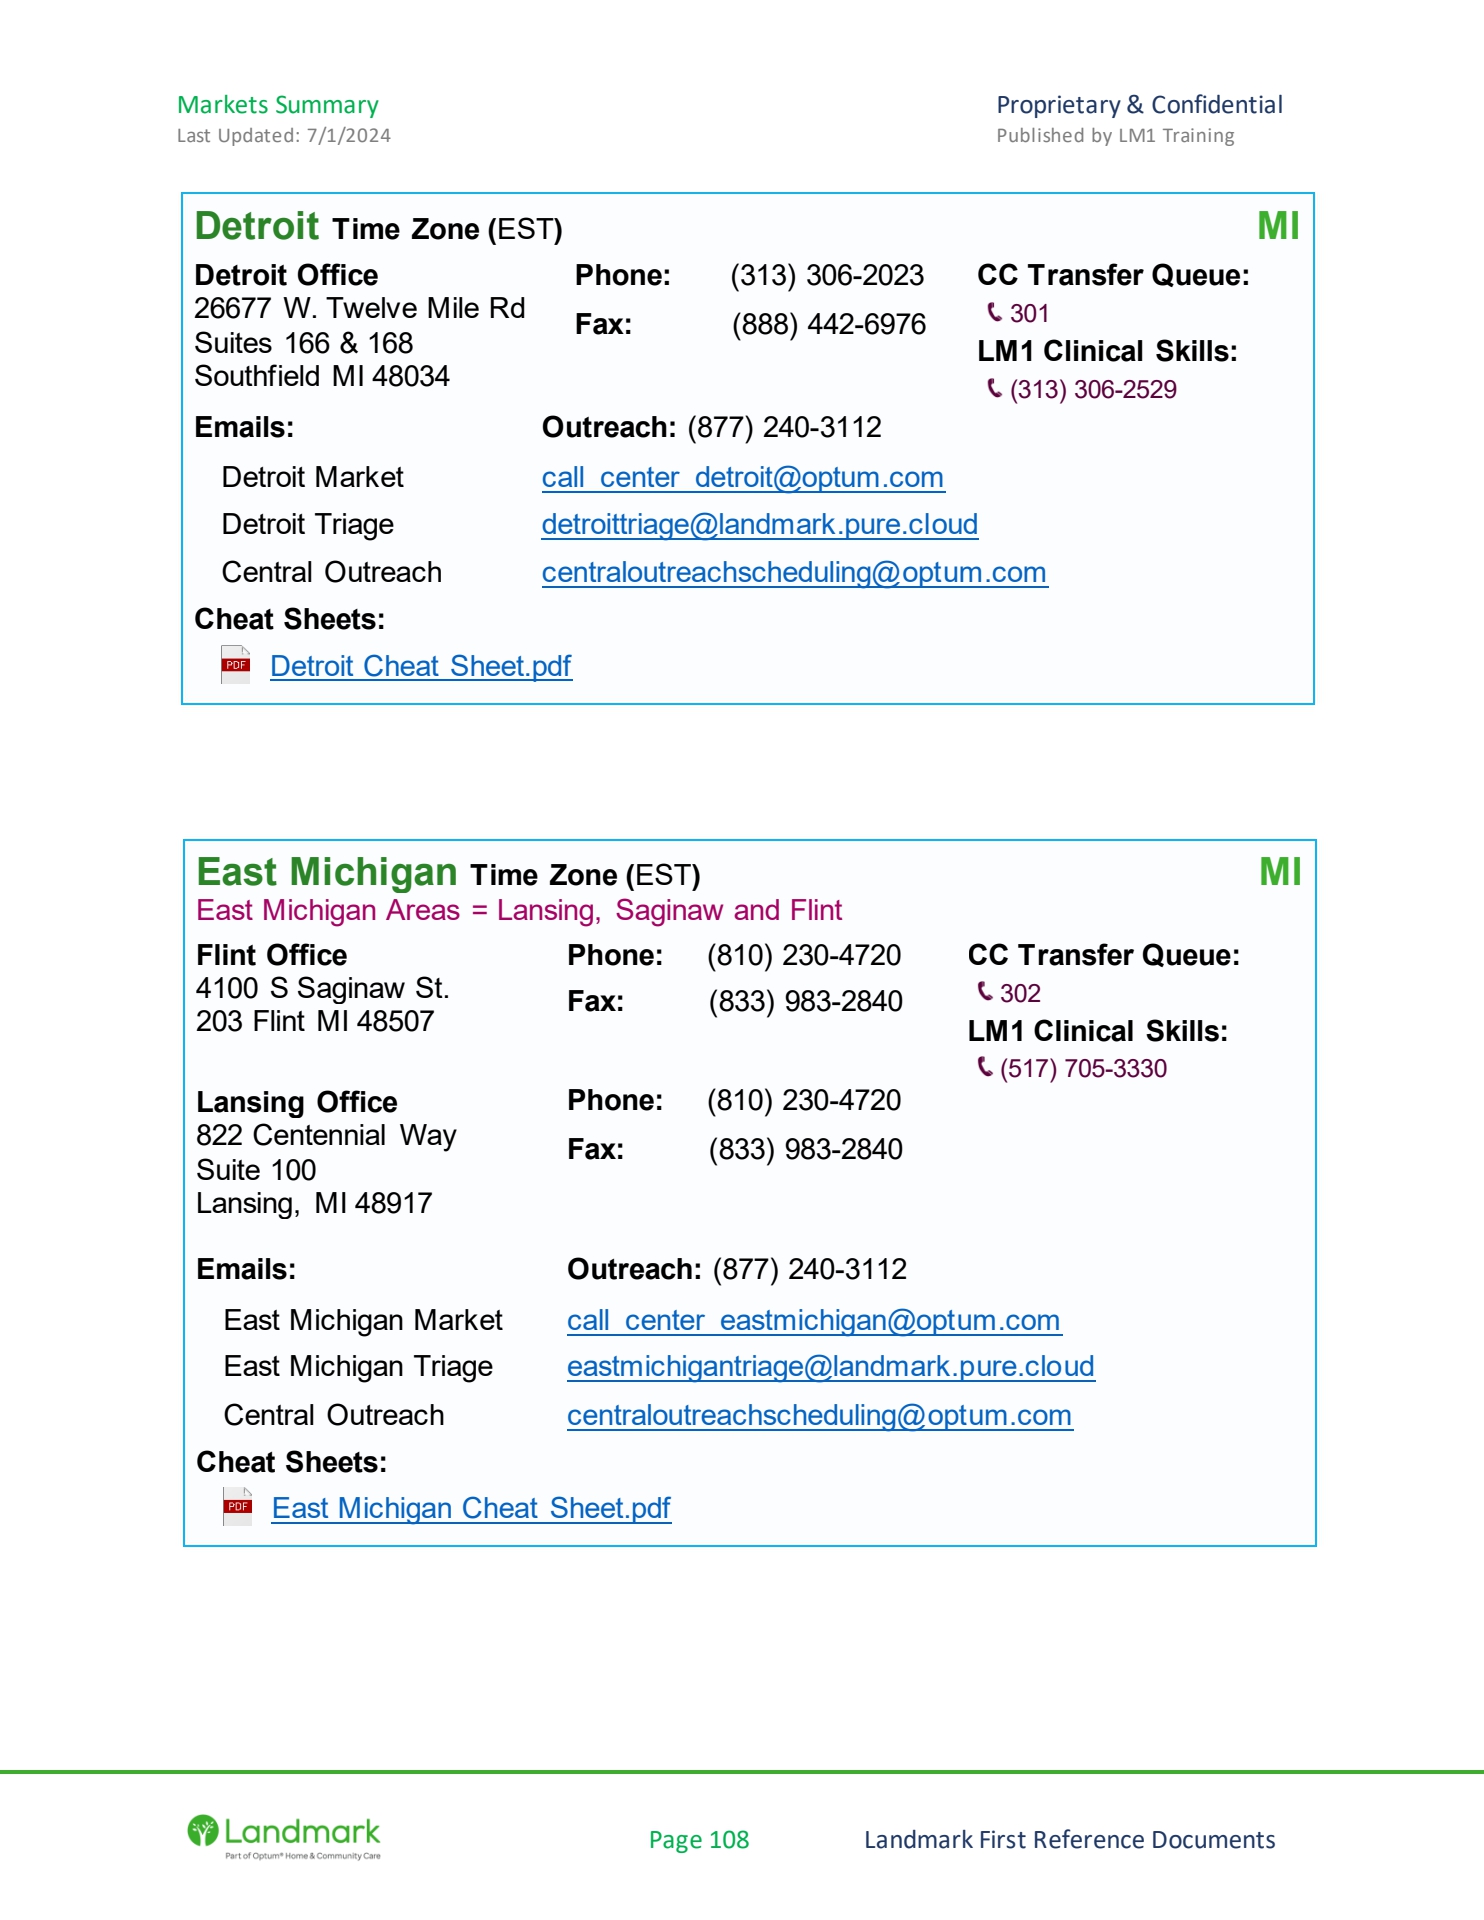 Markets Summary
Proprietary & Confidential
Last Updated: 7/1/2024
Published by LM1 Training
Detroit Time Zone (EST)
MI
Detroit Office
26677 W. Twelve Mile Rd
Suites 166 & 168
Southfield MI 48034
Phone: (313) 306-2023
Fax: (888) 442-6976
CC Transfer Queue:
301
LM1 Clinical Skills:
(313) 306-2529
Emails:
Outreach: (877) 240-3112
Detroit Market call_center_detroit@optum.com
Detroit Triage detroittriage@landmark.pure.cloud
Central Outreach centraloutreachscheduling@optum.com
Cheat Sheets:
PDF Detroit Cheat Sheet.pdf
East Michigan Time Zone (EST)
MI
East Michigan Areas = Lansing, Saginaw and Flint
Flint Office
4100 S Saginaw St.
203 Flint MI 48507
Phone: (810) 230-4720
Fax: (833) 983-2840
CC Transfer Queue:
302
LM1 Clinical Skills:
(517) 705-3330
Lansing Office
822 Centennial Way
Suite 100
Lansing, MI 48917
Phone: (810) 230-4720
Fax: (833) 983-2840
Emails:
Outreach: (877) 240-3112
East Michigan Market call_center_eastmichigan@optum.com
East Michigan Triage eastmichigantriage@landmark.pure.cloud
Central Outreach centraloutreachscheduling@optum.com
Cheat Sheets:
PDF East Michigan Cheat Sheet.pdf
Landmark
Part of Optum® Home & Community Care
Page 108
Landmark First Reference Documents